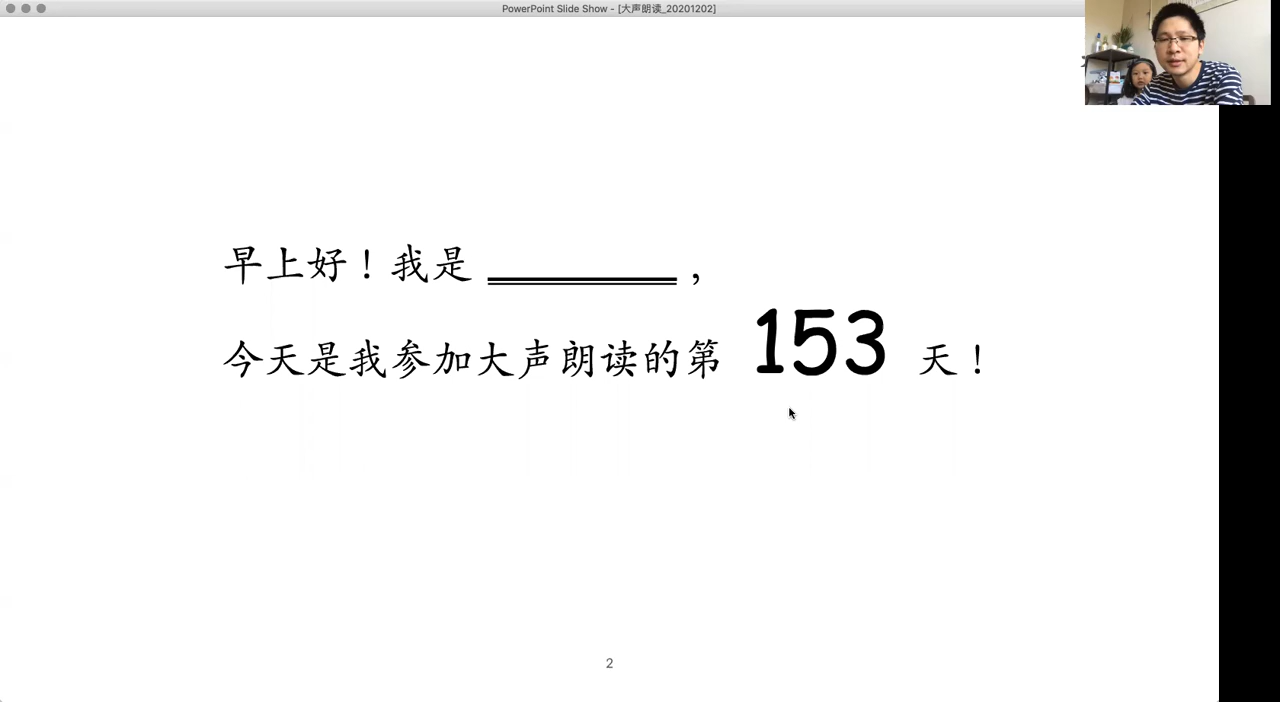 PowerPoint Slide Show - [大声朗读_20201202]
早上好！我是 ________ ，
今天是我参加大声朗读的第 153 天！
2